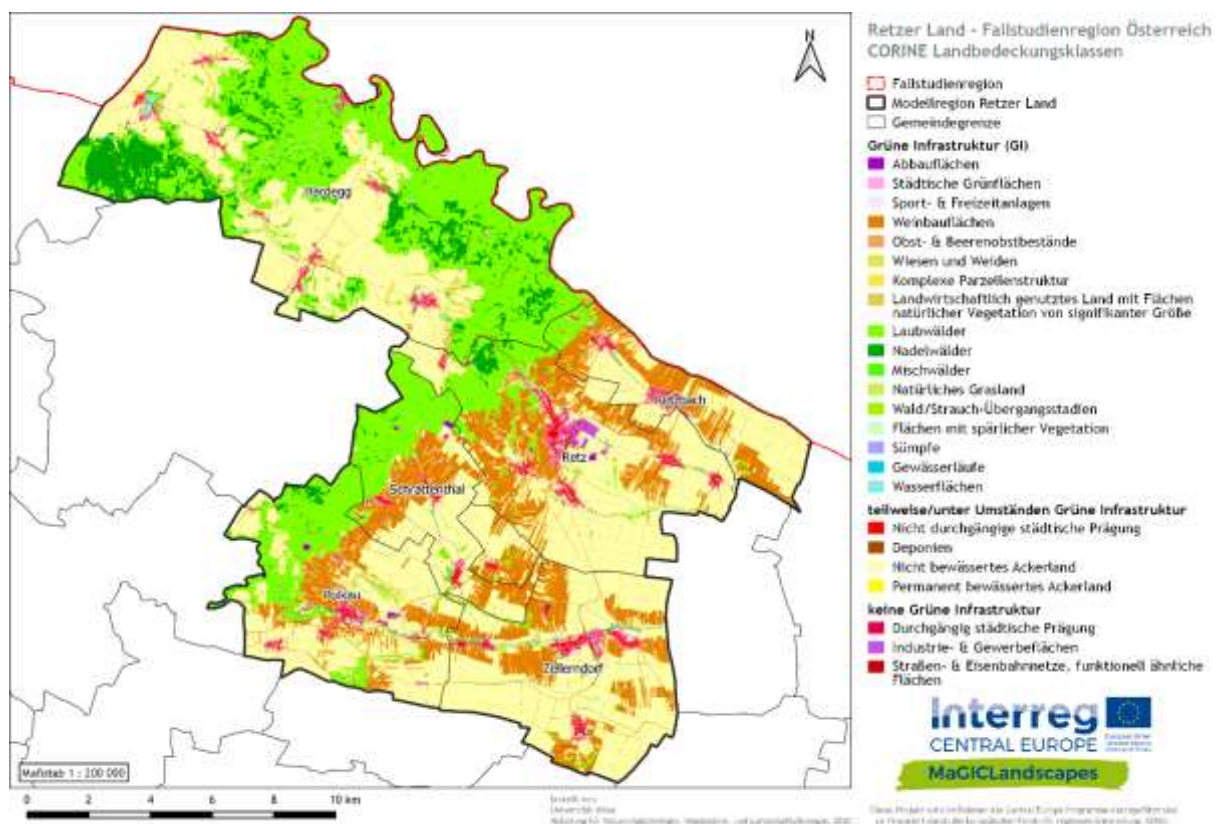 Retzer Land - Fallstudienregion Österreich
CORINE Landbedeckungsklassen
N
Fallstudienregion
Modellregion Retzer Land
Gemeindegrenze
Grüne Infrastruktur (GI)
Abbauflächen
Städtische Grünflächen
Sport- & Freizeitanlagen
Weinbauflächen
Obst- & Beerenobstbestände
Wiesen und Weiden
Komplexe Parzellenstruktur
Landwirtschaftlich genutztes Land mit Flächen
natürlicher Vegetation von signifikanter Größe
Laubwälder
Nadelwälder
Mischwälder
Natürliches Grasland
Wald/Strauch-Übergangsstadien
Flächen mit spärlicher Vegetation
Sümpfe
Gewässerläufe
Wasserflächen
teilweise/unter Umständen Grüne Infrastruktur
Nicht durchgängige städtische Prägung
Deponien
Nicht bewässertes Ackerland
Permanent bewässertes Ackerland
keine Grüne Infrastruktur
Durchgängig städtische Prägung
Industrie- & Gewerbeflächen
Straßen- & Eisenbahnetze, funktionell ähnliche
Flächen
Hardegg
Retzbach
Retz
Schrattenthal
Pulkau
Zellerndorf
Maßstab 1 : 200 000
0 2 4 6 8 10 km
Interreg
CENTRAL EUROPE
MaGICLandscapes